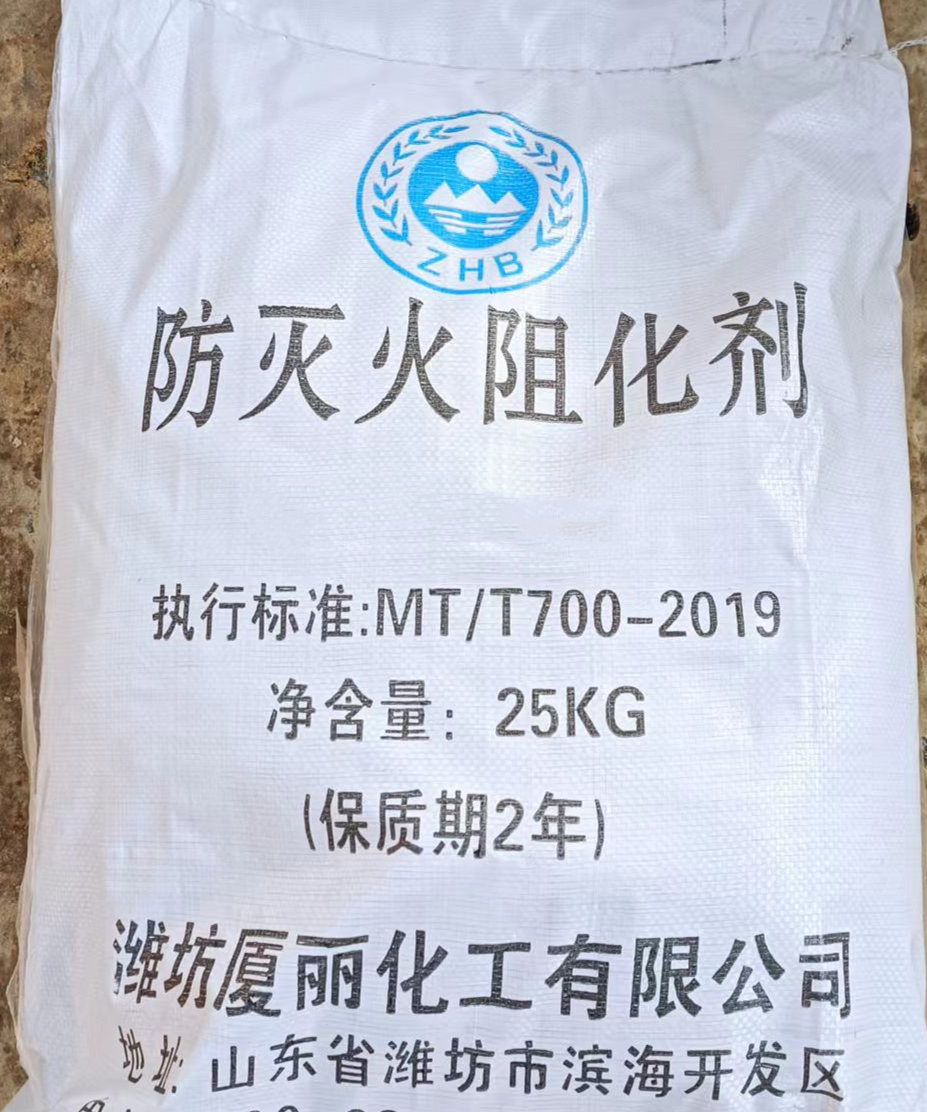 ZHB
防灭火阻化剂
执行标准:MT/T700-2019
净含量：25KG
(保质期2年)
潍坊厦丽化工有限公司
地址:山东省潍坊市滨海开发区